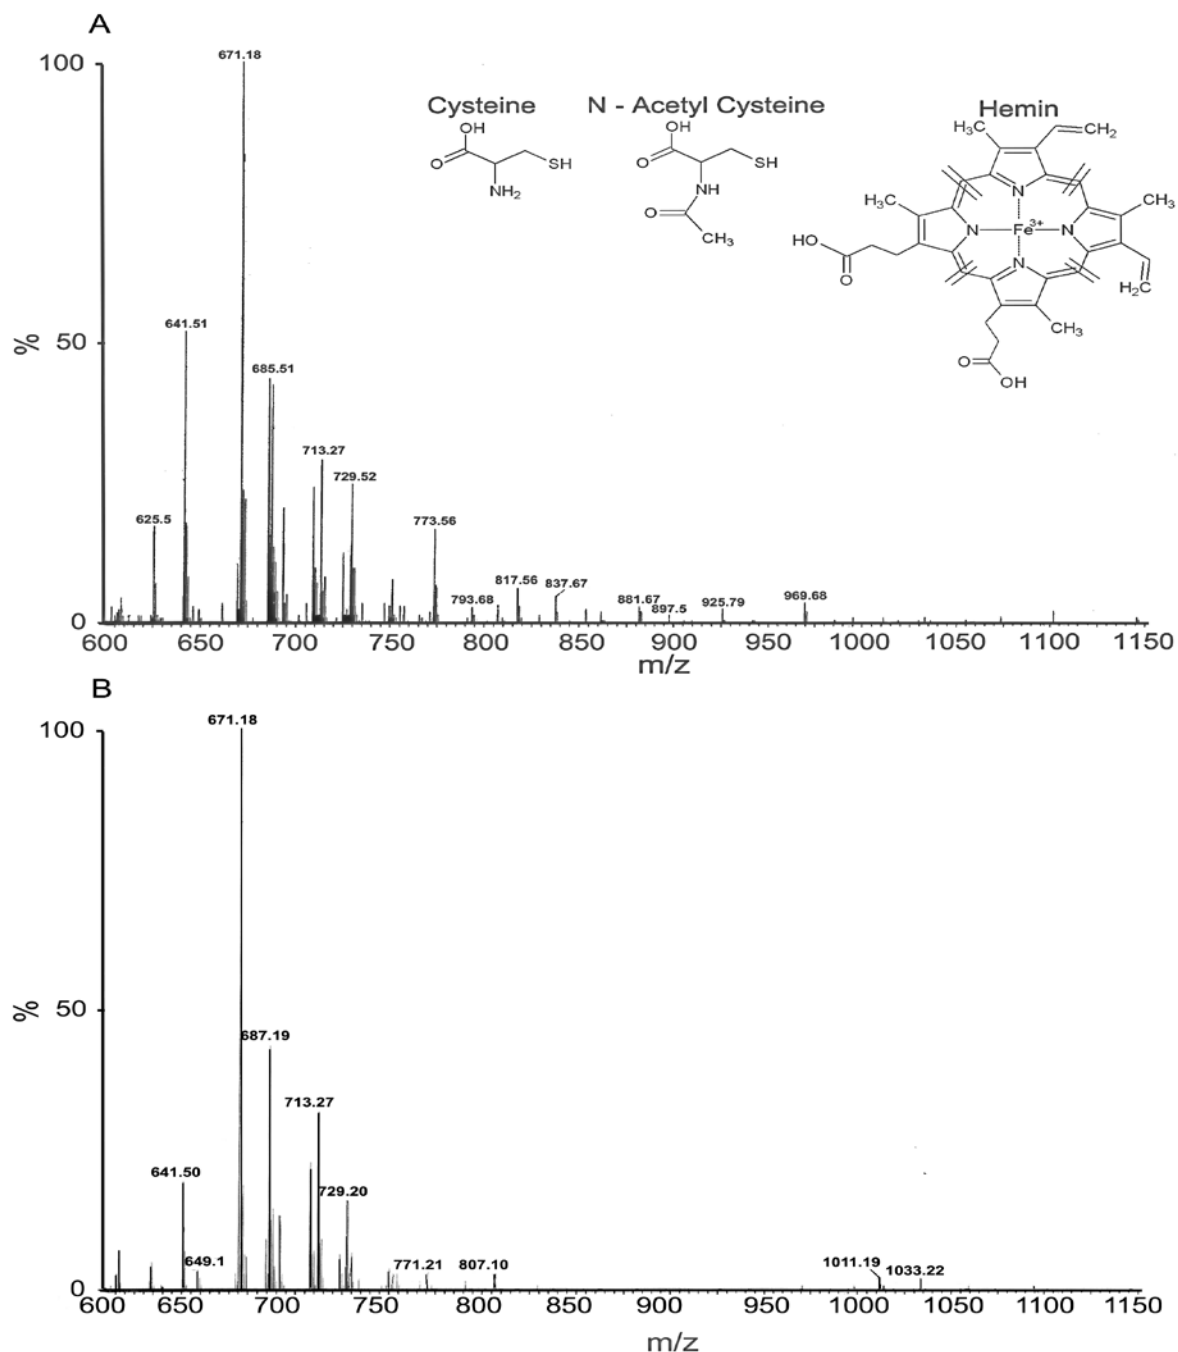 A
671.18
100
Cysteine N - Acetyl Cysteine Hemin
OH OH H₃C CH₂
O SH O SH
NH₂ NH N
H₃C CH₃
O N Fe³⁺ N
CH₃ HO
O N H₂C
CH₃
O
OH
641.51
50
%
685.51
713.27
729.52
625.5
773.56
793.68 817.56 837.67 881.67 897.5 925.79 969.68
0
600 650 700 750 800 850 900 950 1000 1050 1100 1150
m/z
B
671.18
100
50
%
687.19
713.27
641.50
729.20
649.1 771.21 807.10 1011.19 1033.22
0
600 650 700 750 800 850 900 950 1000 1050 1100 1150
m/z